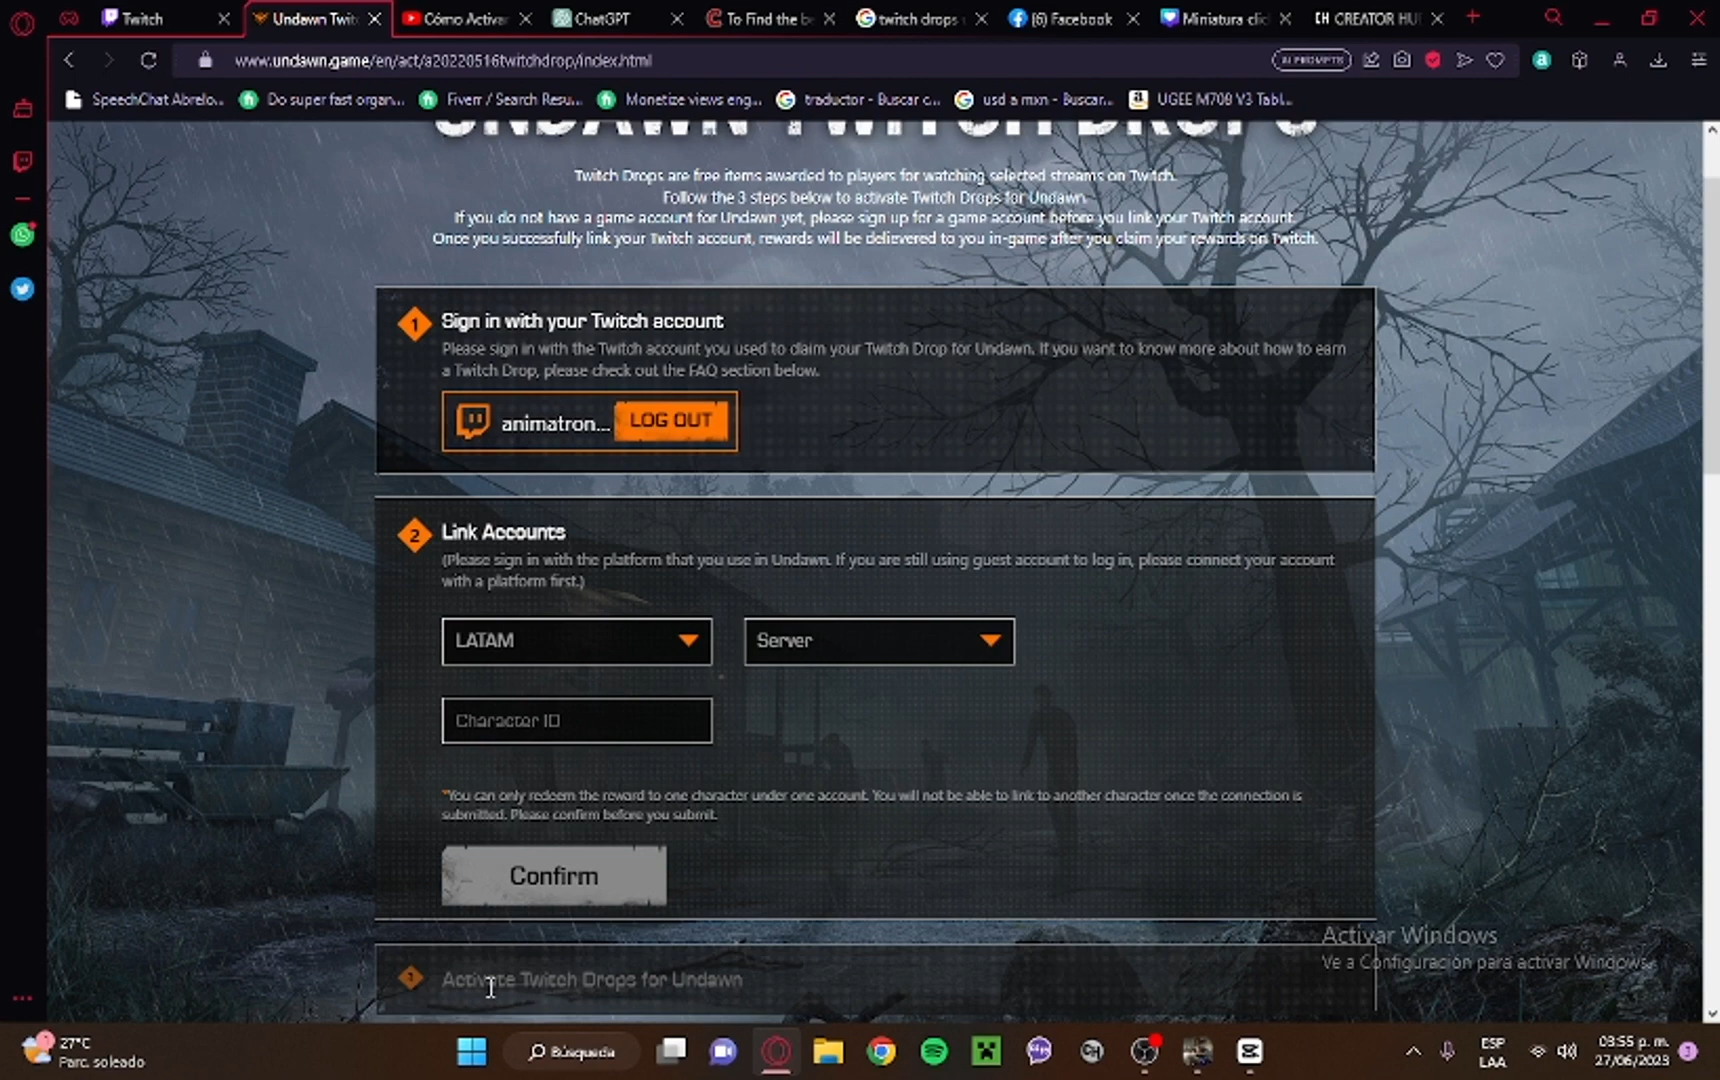 Twitch
Undawn Twit
Cómo Activar
ChatGPT
To Find the b
twitch drops
(6) Facebook
Miniatura clic
CH CREATOR HU
www.undawn.game/en/act/a20220516twitchdrop/index.html
AI PROMPTS
SpeechChat Abrelo...
Do super fast organ...
Fiverr / Search Resu...
Monetize views eng...
traductor - Buscar c...
usd a mxn - Buscar...
UGEE M708 V3 Tabl...
UNDAWN TWITCH DROPS
Twitch Drops are free items awarded to players for watching selected streams on Twitch.
Follow the 3 steps below to activate Twitch Drops for Undawn.
If you do not have a game account for Undawn yet, please sign up for a game account before you link your Twitch account.
Once you successfully link your Twitch account, rewards will be delievered to you in-game after you claim your rewards on Twitch.
1 Sign in with your Twitch account
Please sign in with the Twitch account you used to claim your Twitch Drop for Undawn. If you want to know more about how to earn
a Twitch Drop, please check out the FAQ section below.
animatron... LOG OUT
2 Link Accounts
(Please sign in with the platform that you use in Undawn. If you are still using guest account to log in, please connect your account
with a platform first.)
LATAM Server
Character ID
*You can only redeem the reward to one character under one account. You will not be able to link to another character once the connection is
submitted. Please confirm before you submit.
Confirm
Activar Windows
Ve a Configuración para activar Windows.
3 Activate Twitch Drops for Undawn
27°C
Parc. soleado
Búsqueda
ESP
LAA
03:55 p. m.
27/06/2023